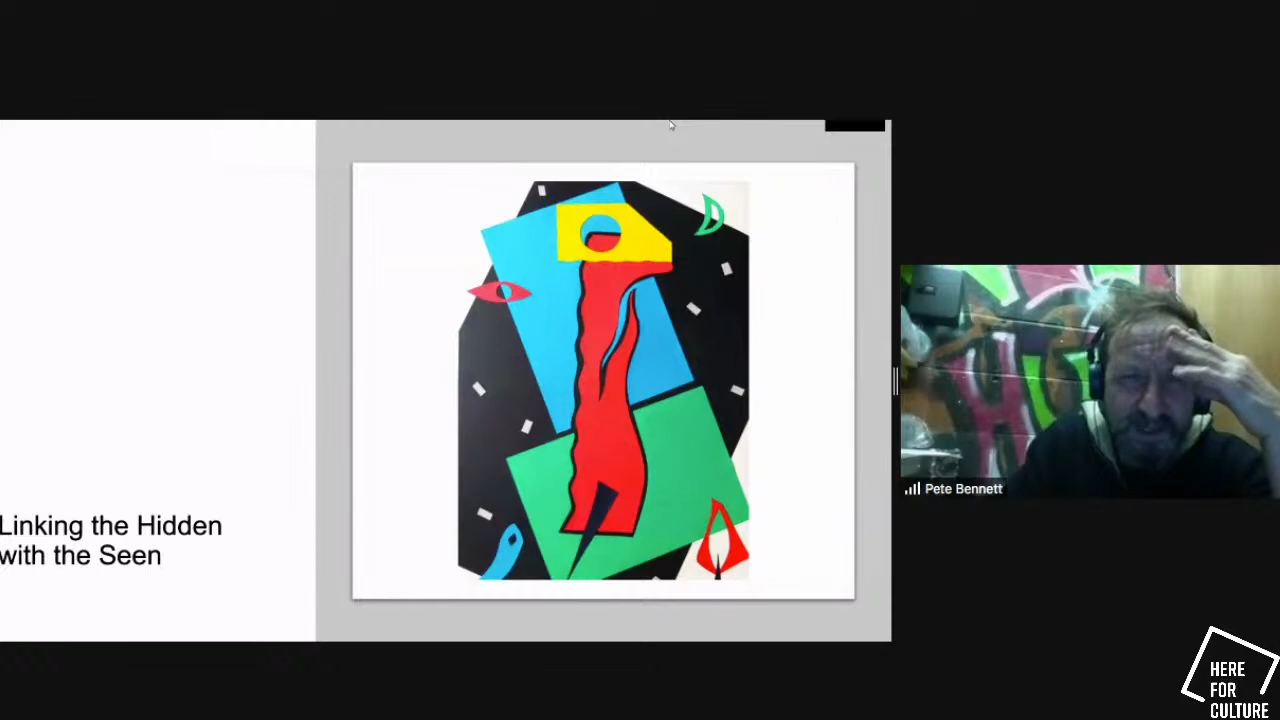 Linking the Hidden
with the Seen
Pete Bennett
HERE
FOR
CULTURE